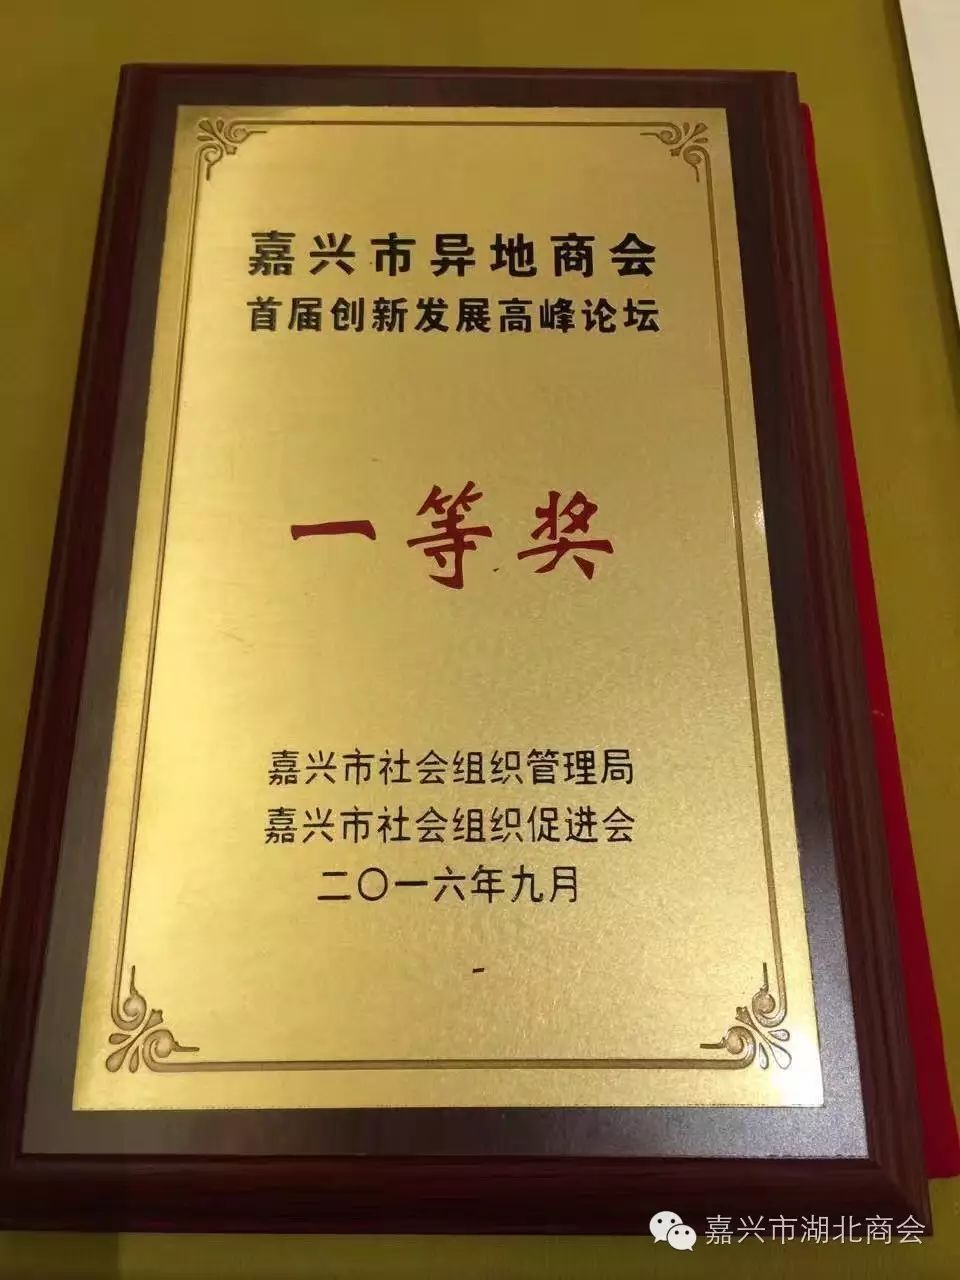 嘉兴市异地商会
首届创新发展高峰论坛
一等奖
嘉兴市社会组织管理局
嘉兴市社会组织促进会
二〇一六年九月
嘉兴市湖北商会